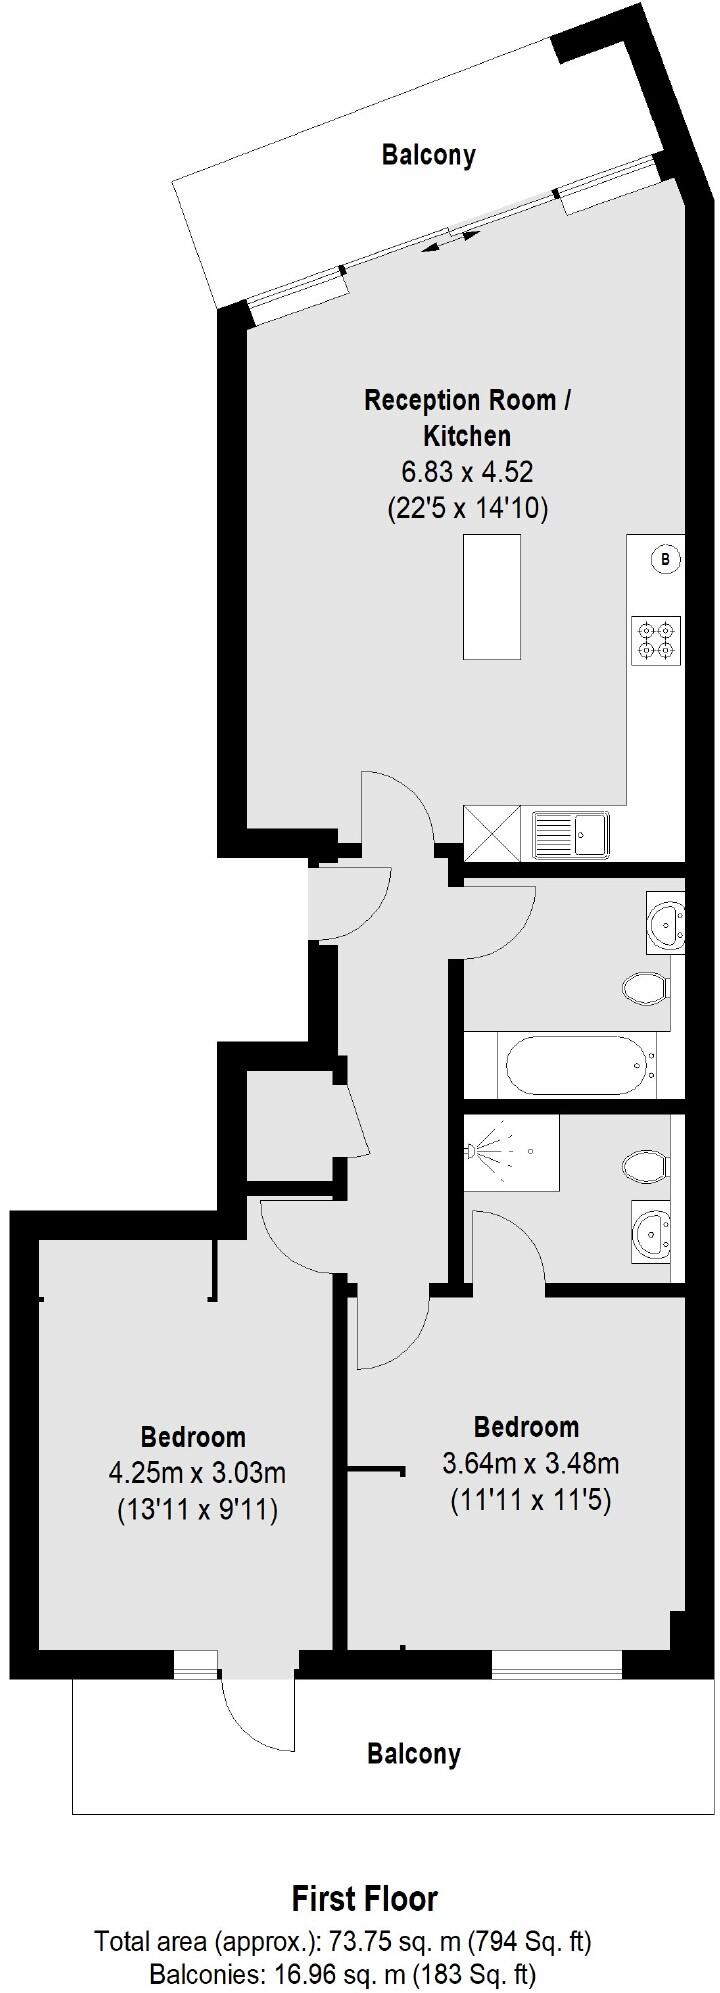 Balcony
Reception Room /
Kitchen
6.83 x 4.52
(22'5 x 14'10)
B
Bedroom
4.25m x 3.03m
(13'11 x 9'11)
Bedroom
3.64m x 3.48m
(11'11 x 11'5)
Balcony
First Floor
Total area (approx.): 73.75 sq. m (794 Sq. ft)
Balconies: 16.96 sq. m (183 Sq. ft)